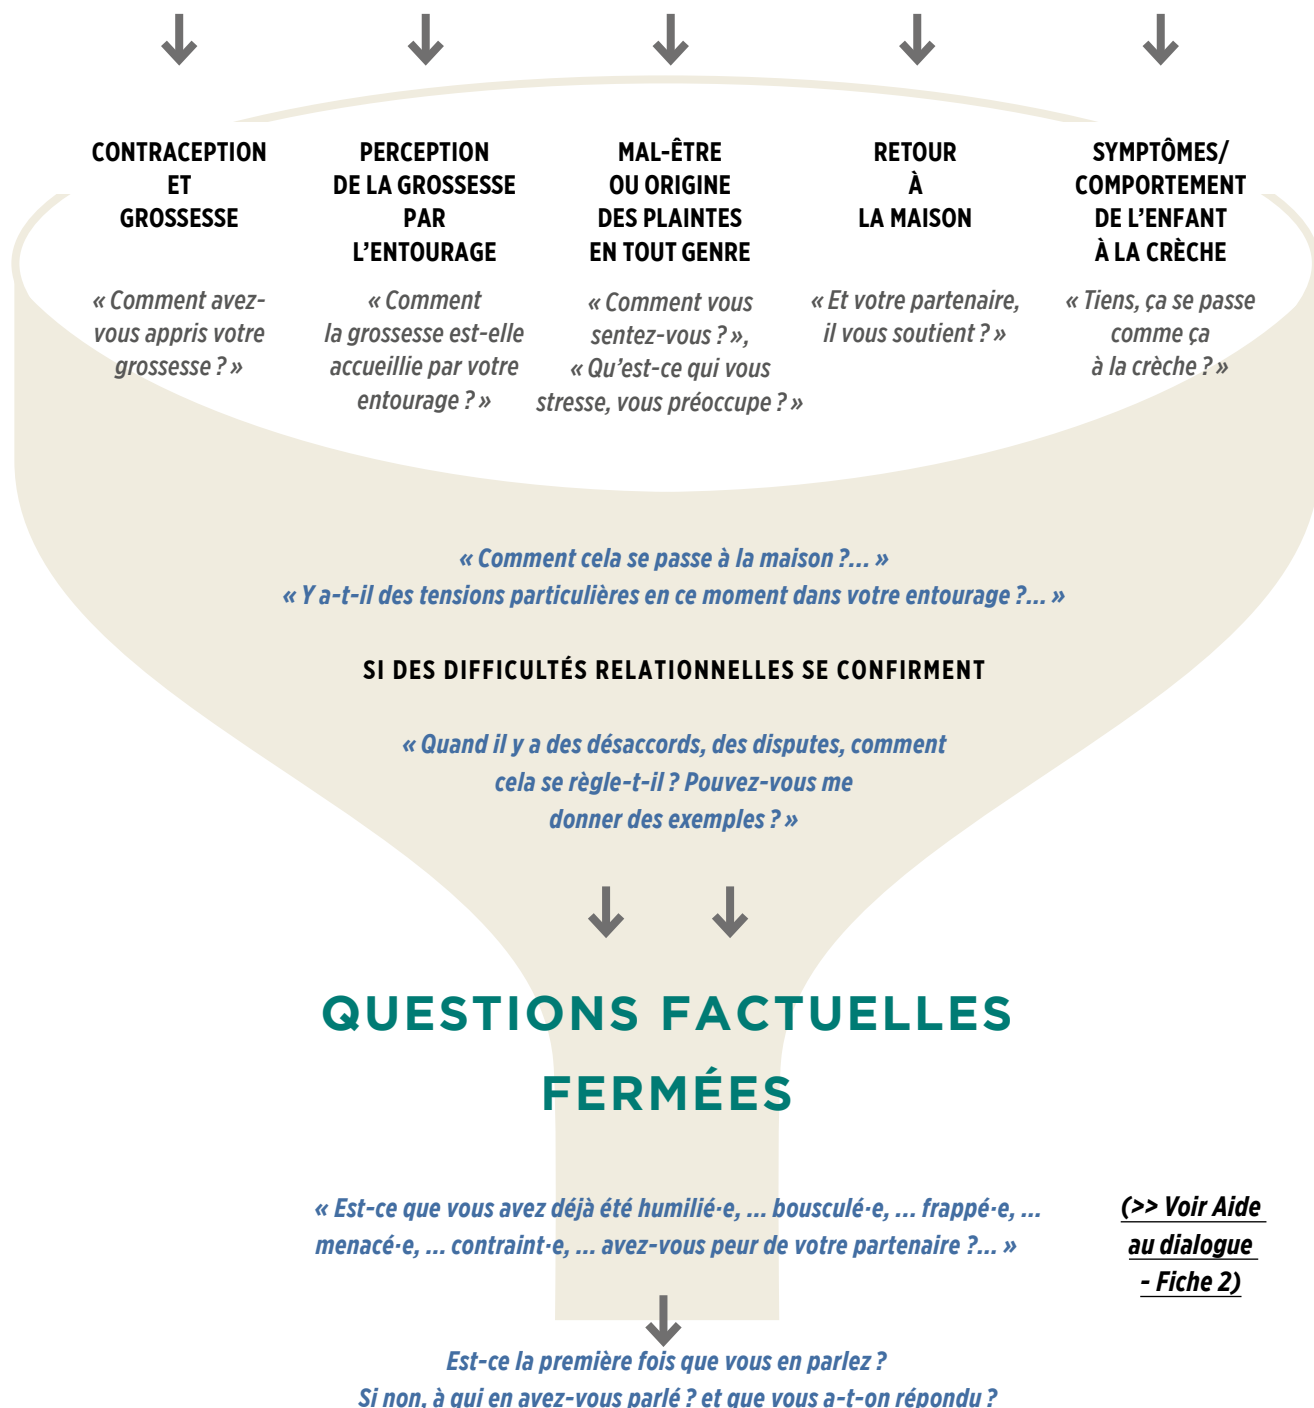 CONTRACEPTION
ET
GROSSESSE
« Comment avez-
vous appris votre
grossesse ? »
PERCEPTION
DE LA GROSSESSE
PAR
L’ENTOURAGE
« Comment
la grossesse est-elle
accueillie par votre
entourage ? »
MAL-ÊTRE
OU ORIGINE
DES PLAINTES
EN TOUT GENRE
« Comment vous
sentez-vous ? »,
« Qu’est-ce qui vous
stresse, vous préoccupe ? »
RETOUR
À
LA MAISON
« Et votre partenaire,
il vous soutient ? »
SYMPTÔMES/
COMPORTEMENT
DE L’ENFANT
À LA CRÈCHE
« Tiens, ça se passe
comme ça
à la crèche ? »
« Comment cela se passe à la maison ?... »
« Y a-t-il des tensions particulières en ce moment dans votre entourage ?... »
SI DES DIFFICULTÉS RELATIONNELLES SE CONFIRMENT
« Quand il y a des désaccords, des disputes, comment
cela se règle-t-il ? Pouvez-vous me
donner des exemples ? »
QUESTIONS FACTUELLES
FERMÉES
« Est-ce que vous avez déjà été humilié·e, ... bousculé·e, ... frappé·e, ...
menacé·e, ... contraint·e, ... avez-vous peur de votre partenaire ?... »
(>> Voir Aide
au dialogue
- Fiche 2)
Est-ce la première fois que vous en parlez ?
Si non, à qui en avez-vous parlé ? et que vous a-t-on répondu ?